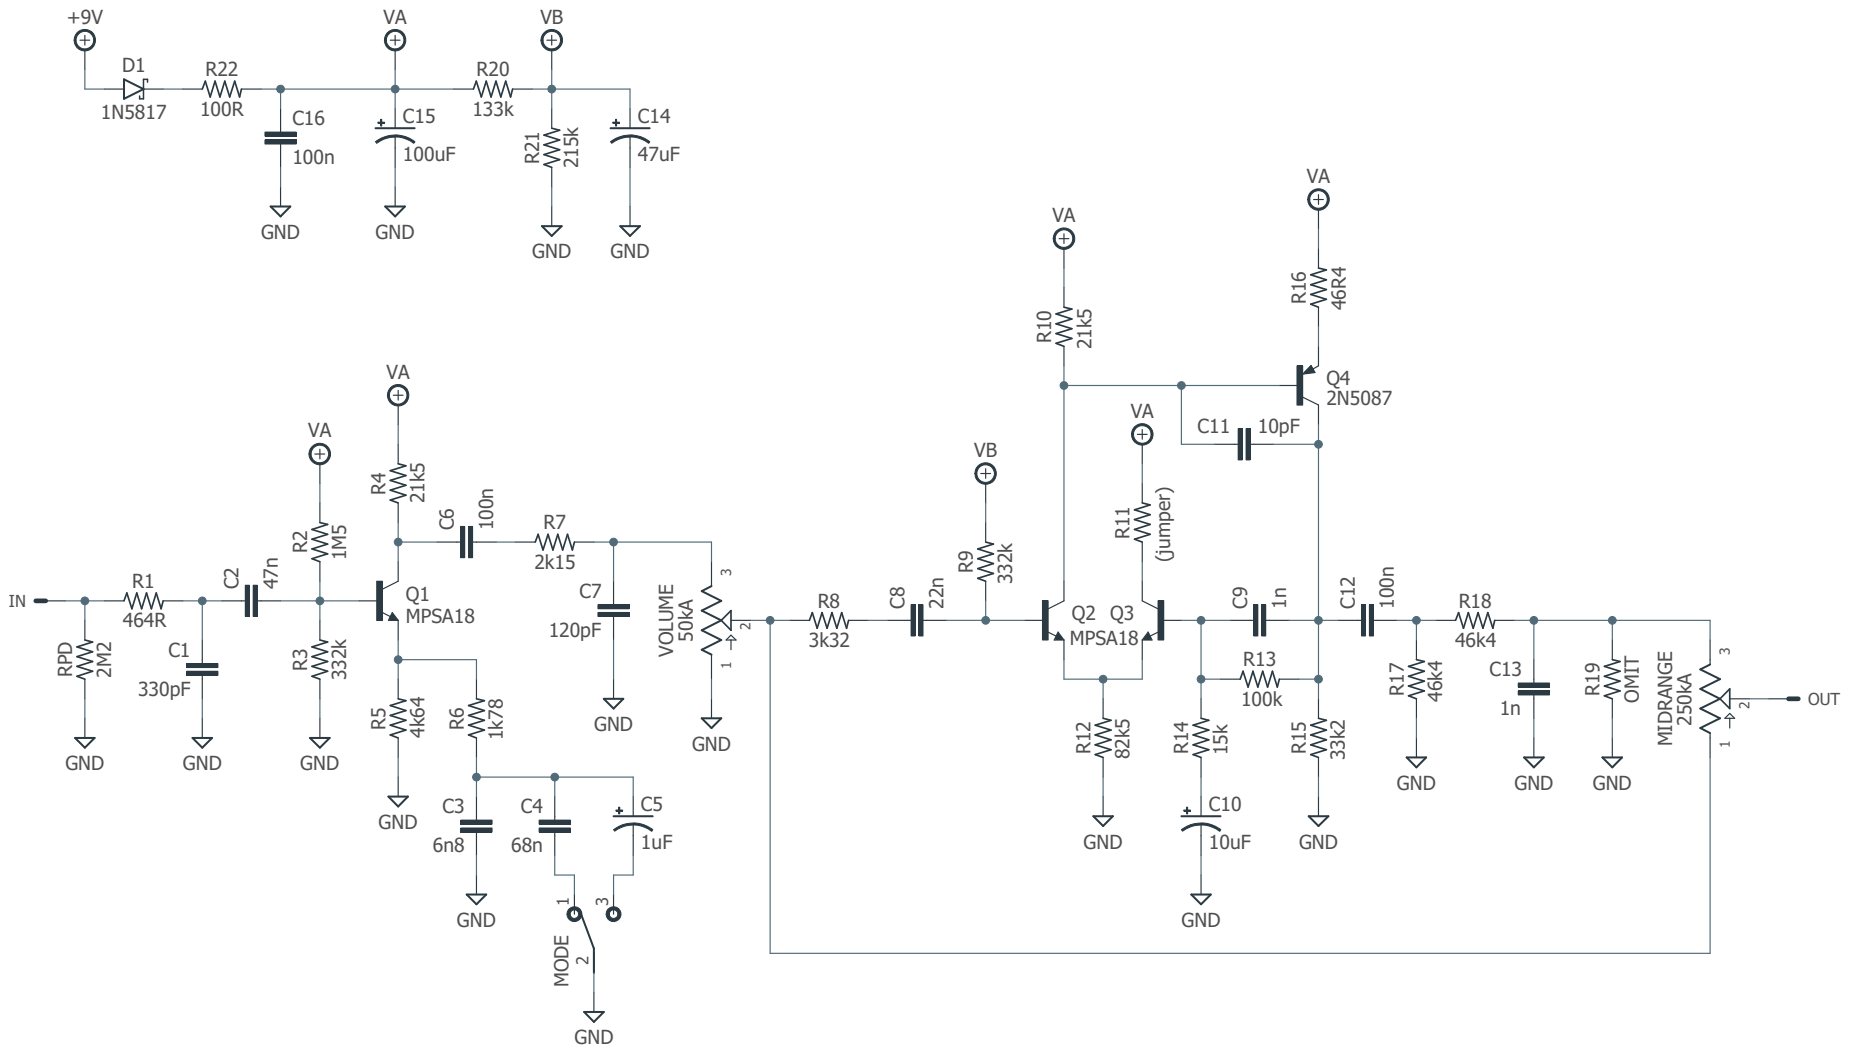 +9V
D1
1N5817
R22
100R
C16
100n
GND
VA
C15
100uF
GND
R20
133k
VB
R21
215k
GND
C14
47uF
GND
IN
RPD
2M2
GND
R1
464R
C1
330pF
GND
C2
47n
VA
R2
1M5
R3
332k
GND
VA
R4
21k5
Q1
MPSA18
R5
4k64
GND
R6
1k78
C3
6n8
GND
C4
68n
C5
1uF
1
3
MODE
2
GND
C6
100n
R7
2k15
C7
120pF
GND
VOLUME
50kA
3
2
1
GND
R8
3k32
C8
22n
VB
R9
332k
VA
R10
21k5
Q2
Q3
MPSA18
VA
R11
(jumper)
R12
82k5
GND
C11
10pF
VA
R16
46R4
Q4
2N5087
C9
1n
R13
100k
R14
15k
C10
10uF
GND
R15
33k2
GND
C12
100n
R17
46k4
GND
R18
46k4
C13
1n
GND
R19
OMIT
GND
MIDRANGE
250kA
3
2
1
OUT